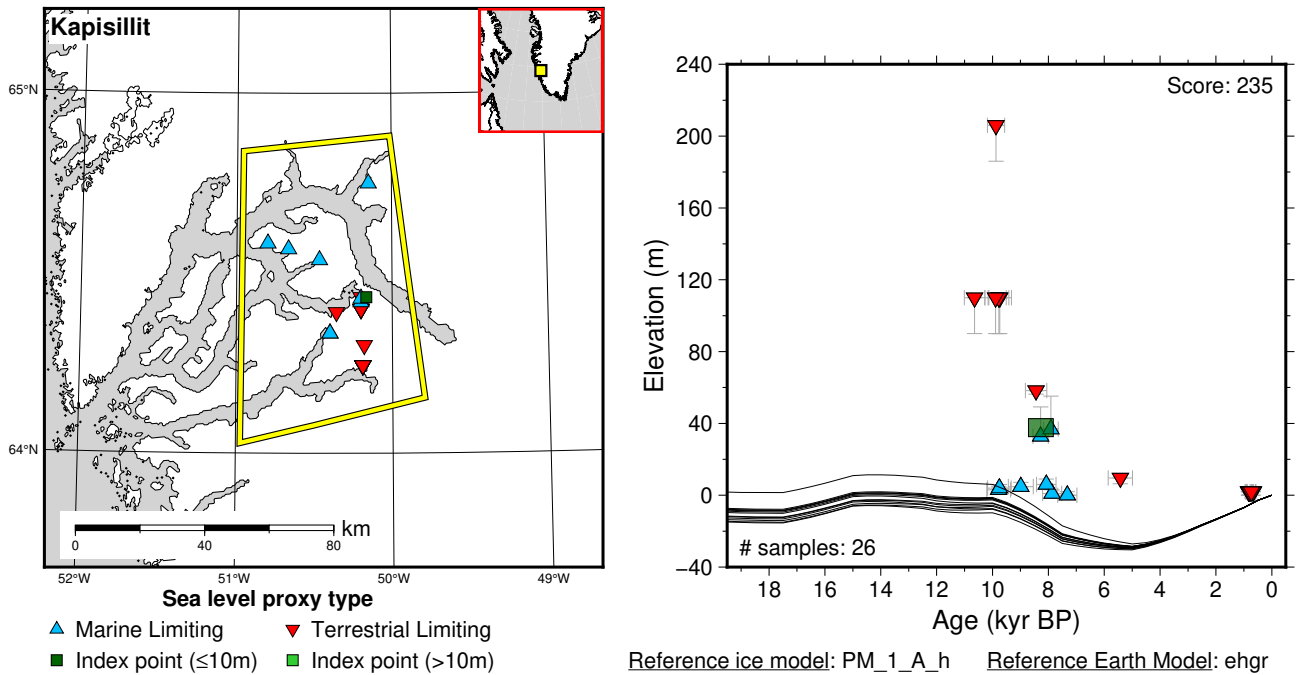 Kapisillit
65°N
64°N
km
0 40 80
52°W 51°W 50°W 49°W
Sea level proxy type
Marine Limiting Terrestrial Limiting
Index point (≤10m) Index point (>10m)
Score: 235
Elevation (m)
240
200
160
120
80
40
0
−40
# samples: 26
18 16 14 12 10 8 6 4 2 0
Age (kyr BP)
Reference ice model: PM_1_A_h Reference Earth Model: ehgr